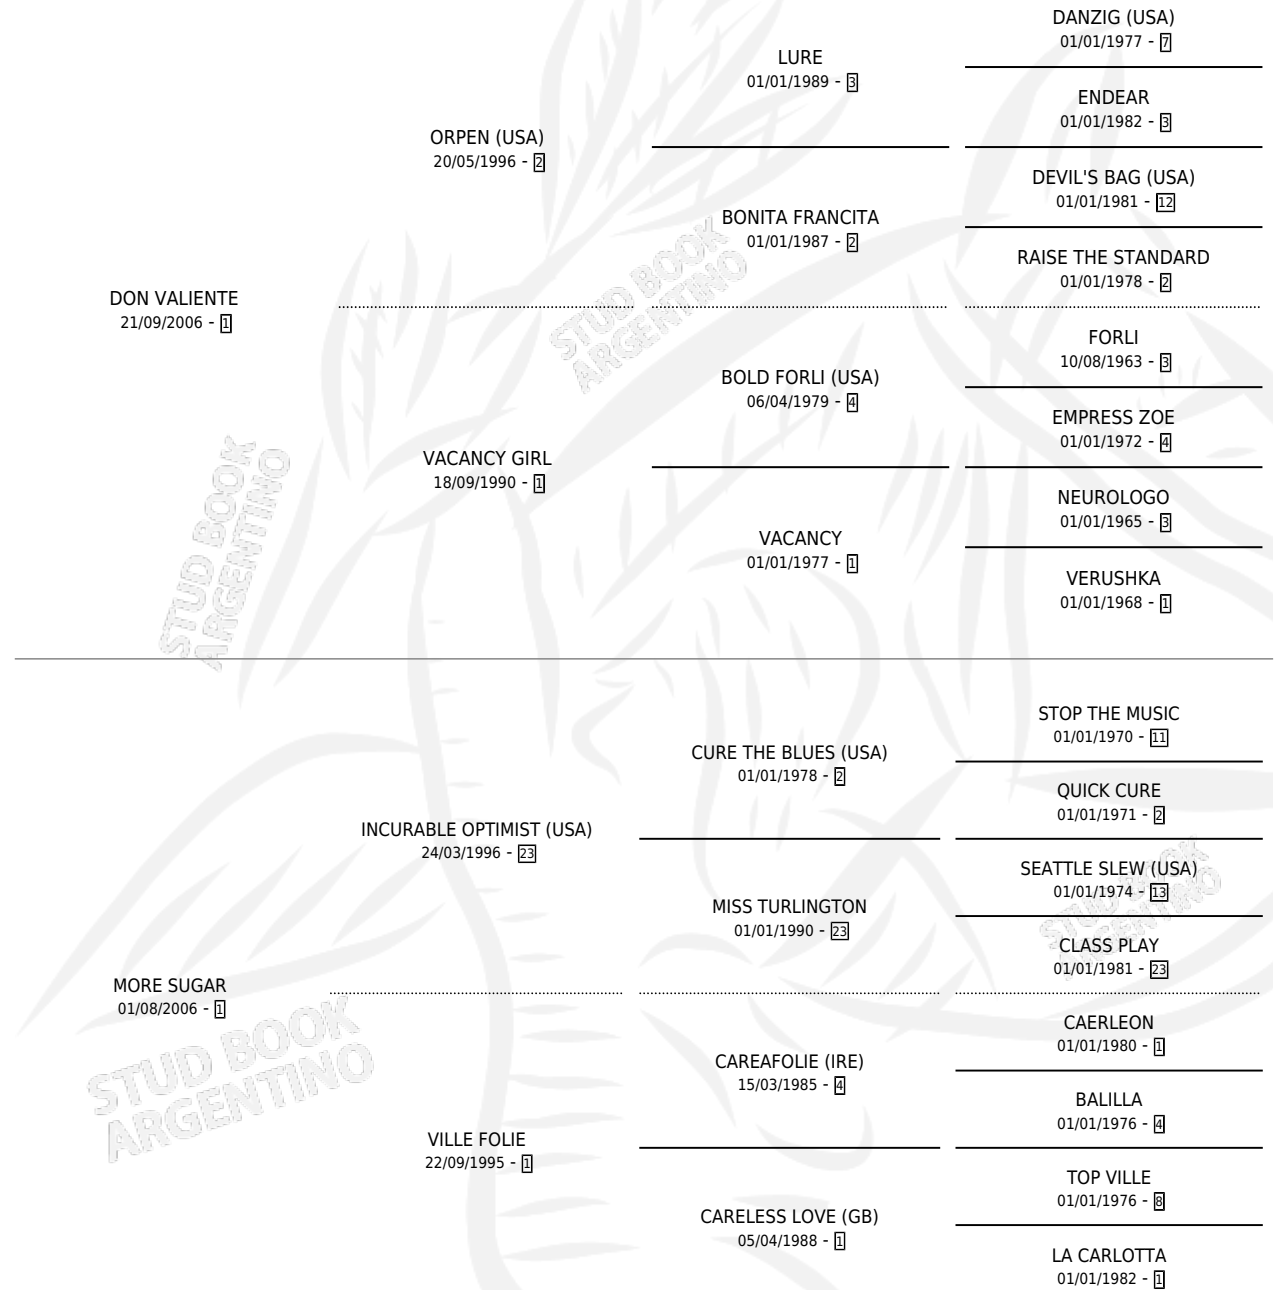 DANZIG (USA)
01/01/1977 - 7
LURE
01/01/1989 - 3
ENDEAR
01/01/1982 - 3
ORPEN (USA)
20/05/1996 - 2
DEVIL'S BAG (USA)
01/01/1981 - 12
BONITA FRANCITA
01/01/1987 - 2
RAISE THE STANDARD
01/01/1978 - 2
DON VALIENTE
21/09/2006 - 1
FORLI
10/08/1963 - 3
BOLD FORLI (USA)
06/04/1979 - 4
EMPRESS ZOE
01/01/1972 - 4
VACANCY GIRL
18/09/1990 - 1
NEUROLOGO
01/01/1965 - 3
VACANCY
01/01/1977 - 1
VERUSHKA
01/01/1968 - 1
STUD BOOK
ARGENTINO
STUD BOOK
ARGENTINO
STOP THE MUSIC
01/01/1970 - 11
CURE THE BLUES (USA)
01/01/1978 - 2
QUICK CURE
01/01/1971 - 2
INCURABLE OPTIMIST (USA)
24/03/1996 - 23
SEATTLE SLEW (USA)
01/01/1974 - 13
MISS TURLINGTON
01/01/1990 - 23
CLASS PLAY
01/01/1981 - 23
MORE SUGAR
01/08/2006 - 1
CAERLEON
01/01/1980 - 1
CAREAFOLIE (IRE)
15/03/1985 - 4
BALILLA
01/01/1976 - 4
VILLE FOLIE
22/09/1995 - 1
TOP VILLE
01/01/1976 - 8
CARELESS LOVE (GB)
05/04/1988 - 1
LA CARLOTTA
01/01/1982 - 1
STUD BOOK
ARGENTINO
STUD BOOK
ARGENTINO